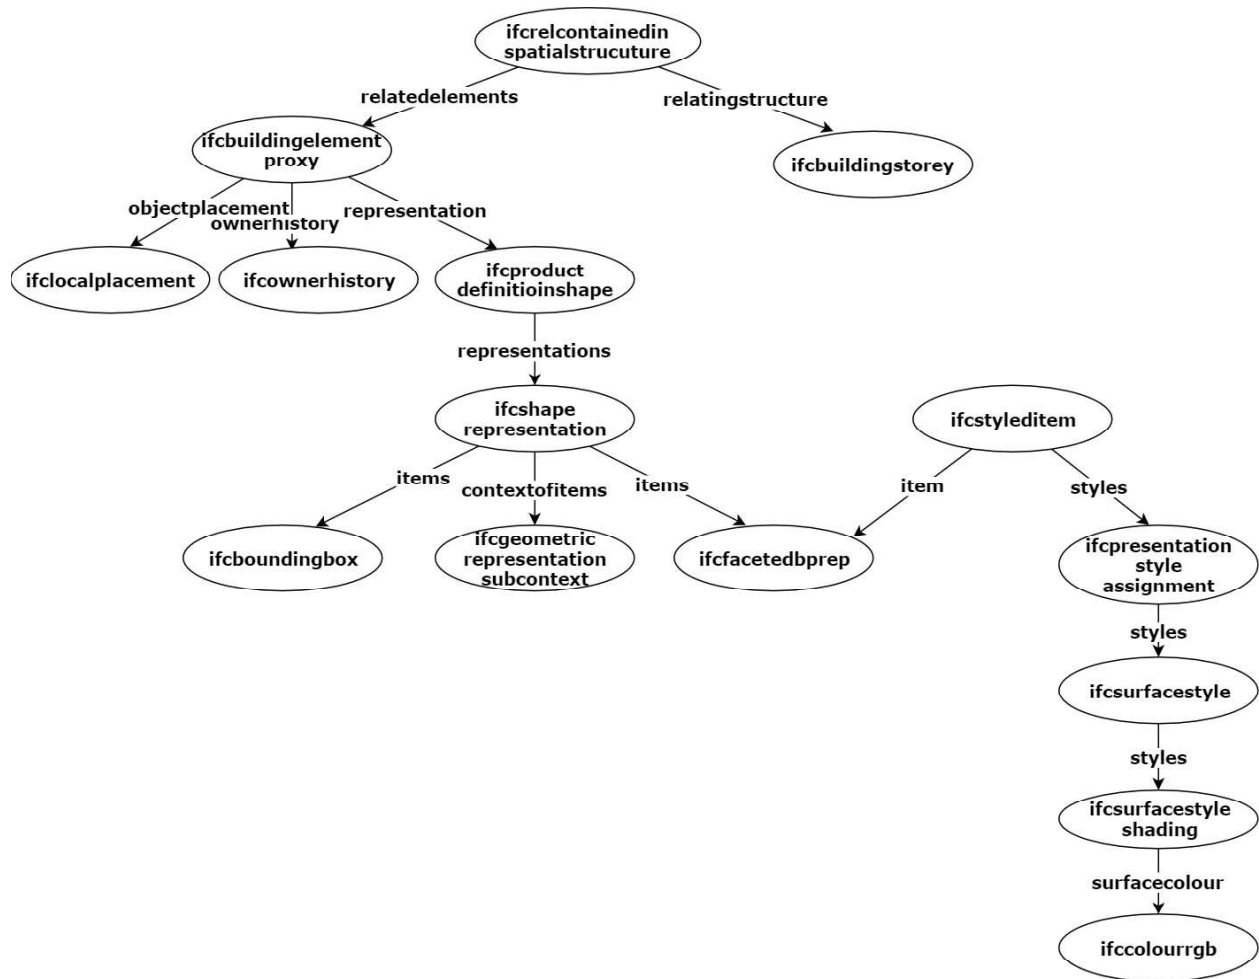 ifcrelcontainedin
spatialstrucuture
relatedelements
relatingstructure
ifcbuildingelement
proxy
ifcbuildingstorey
objectplacement
ownerhistory
representation
ifclocalplacement
ifcownerhistory
ifcproduct
definitioinshape
representations
ifcshape
representation
ifcstyleditem
items
contextofitems
items
item
styles
ifcboundingbox
ifcgeometric
representation
subcontext
ifcfacetedbprep
ifcpresentation
style
assignment
styles
ifcsurfacestyle
styles
ifcsurfacestyle
shading
surfacecolour
ifccolourrgb